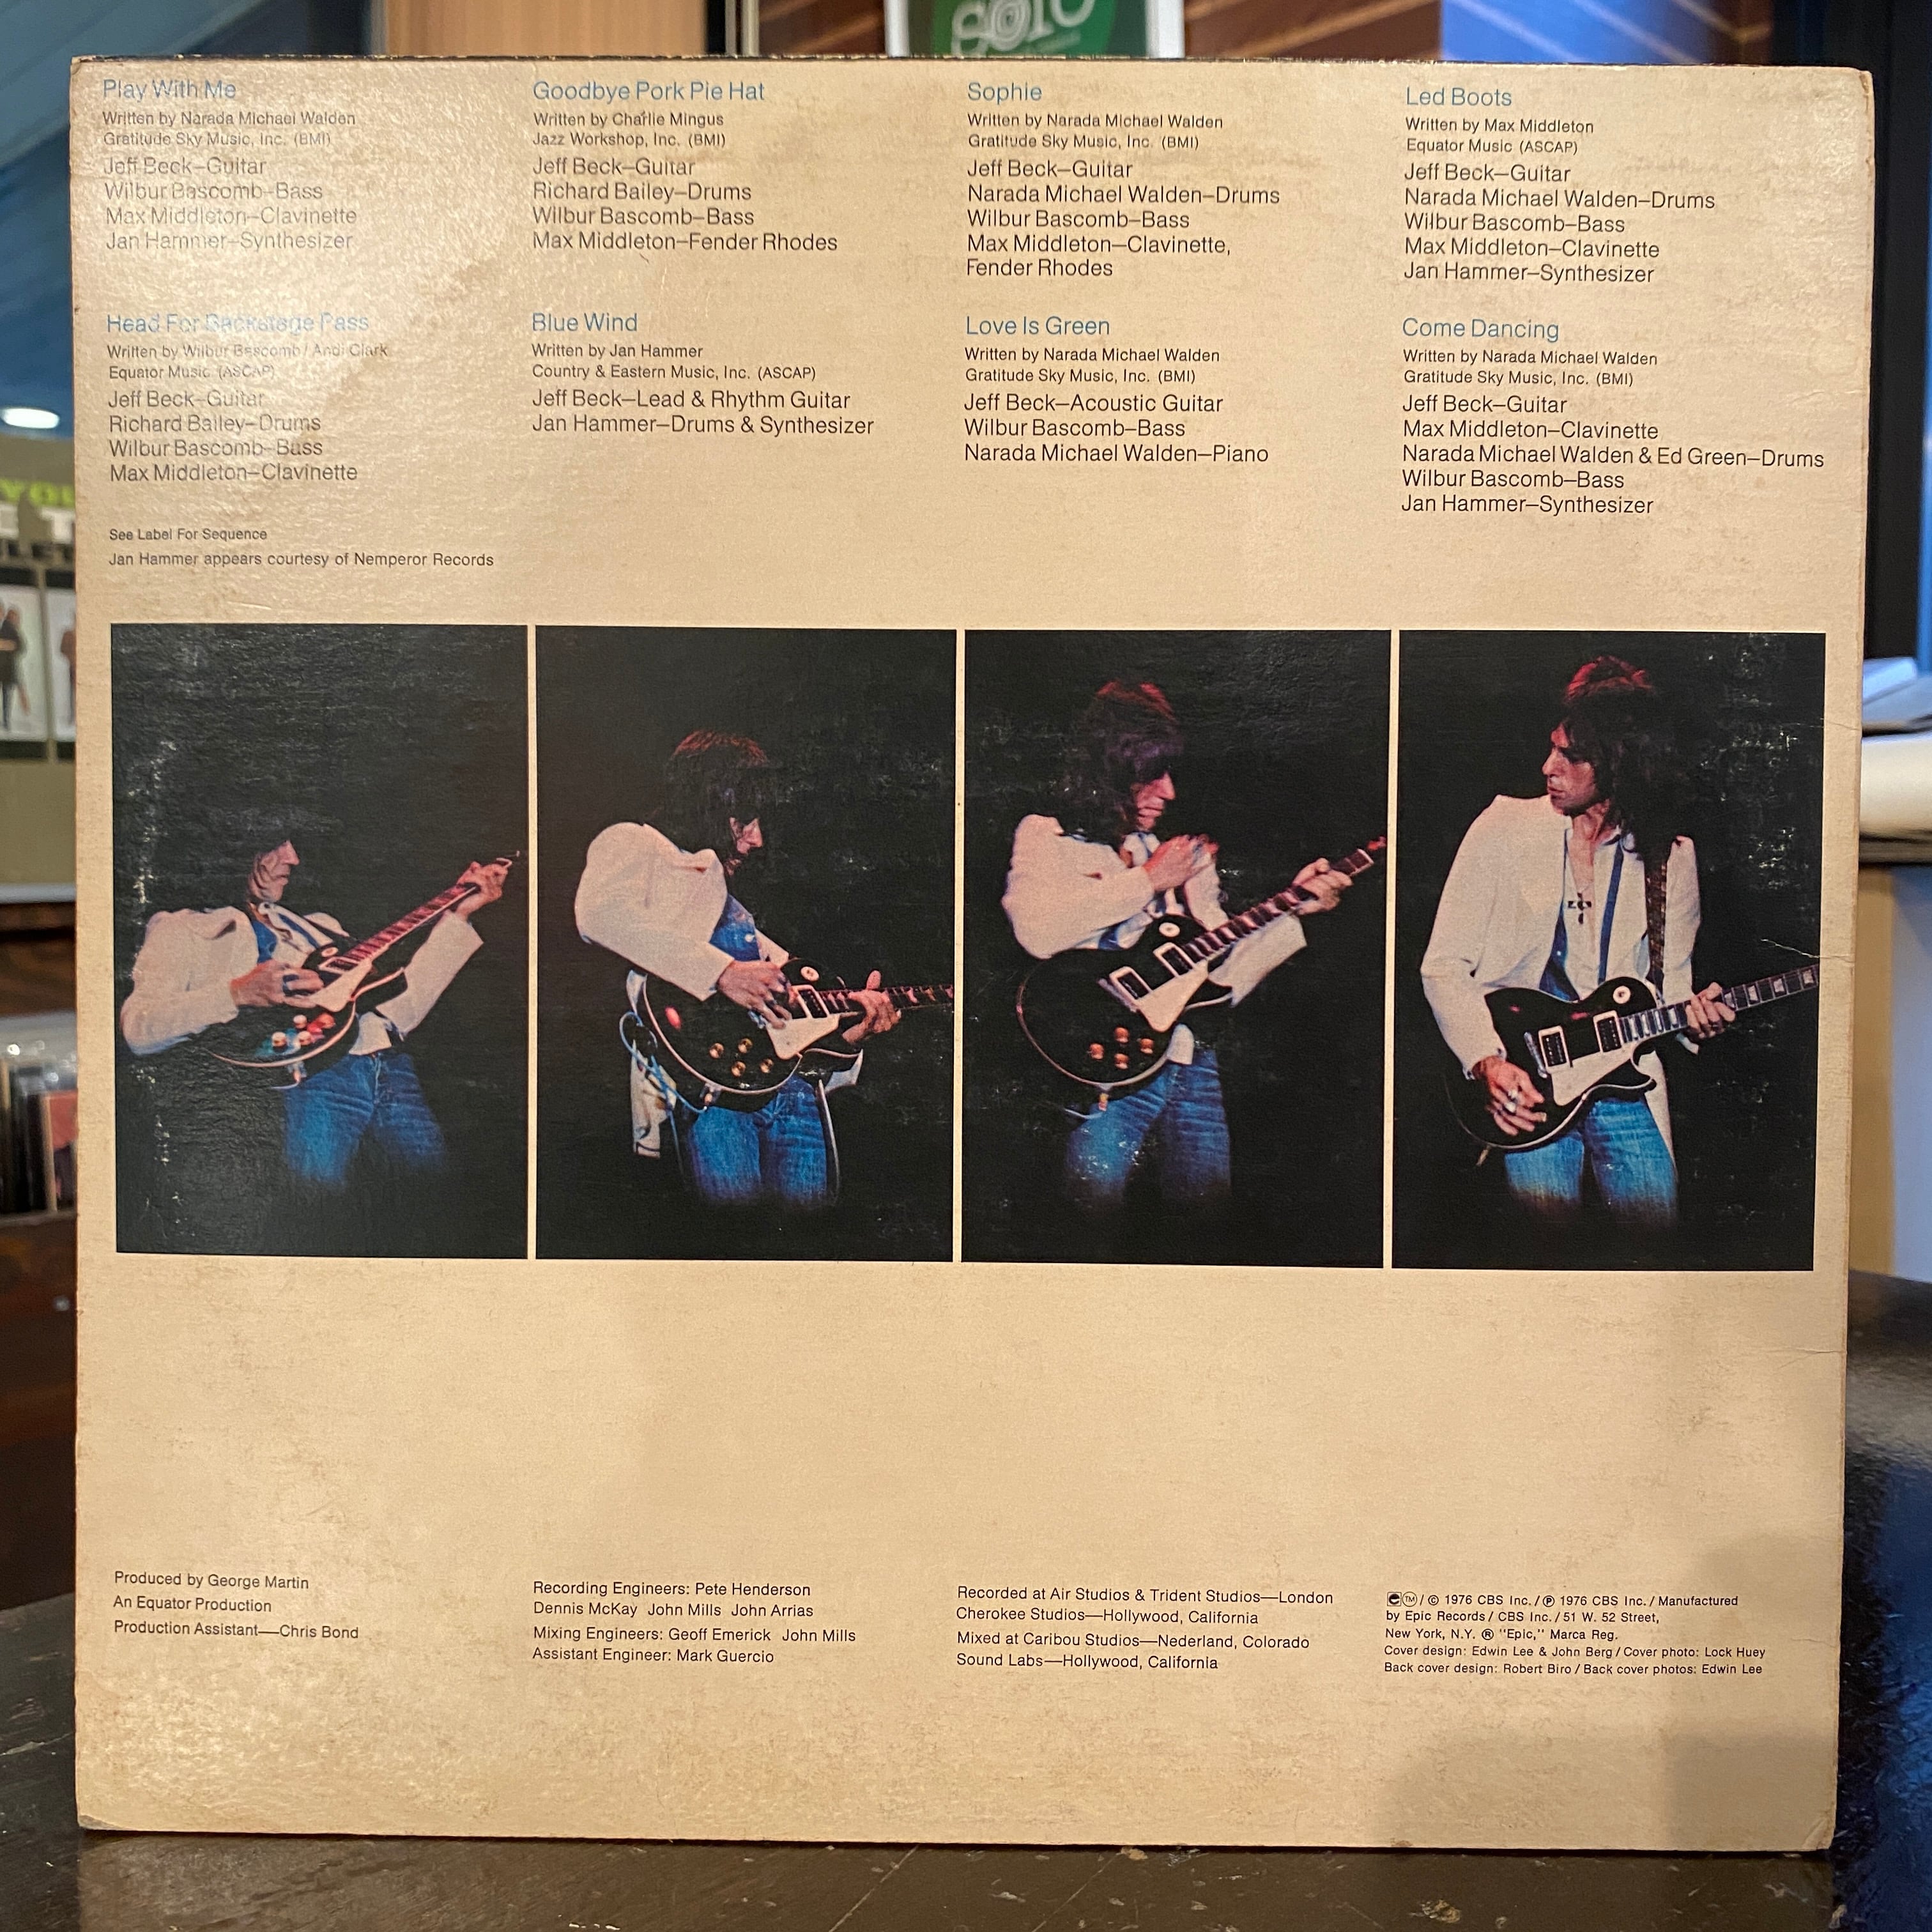 Play With Me
Written by Narada Michael Walden
Gratitude Sky Music, Inc. (BMI)
Jeff Beck–Guitar
Wilbur Bascomb–Bass
Max Middleton–Clavinette
Jan Hammer–Synthesizer
Goodbye Pork Pie Hat
Written by Charlie Mingus
Jazz Workshop, Inc. (BMI)
Jeff Beck–Guitar
Richard Bailey–Drums
Wilbur Bascomb–Bass
Max Middleton–Fender Rhodes
Sophie
Written by Narada Michael Walden
Gratitude Sky Music, Inc. (BMI)
Jeff Beck–Guitar
Narada Michael Walden–Drums
Wilbur Bascomb–Bass
Max Middleton–Clavinette,
Fender Rhodes
Led Boots
Written by Max Middleton
Equator Music (ASCAP)
Jeff Beck–Guitar
Narada Michael Walden–Drums
Wilbur Bascomb–Bass
Max Middleton–Clavinette
Jan Hammer–Synthesizer
Head For Backstage Pass
Written by Wilbur Bascomb / Andi Clark
Equator Music (ASCAP)
Jeff Beck–Guitar
Richard Bailey–Drums
Wilbur Bascomb–Bass
Max Middleton–Clavinette
Blue Wind
Written by Jan Hammer
Country & Eastern Music, Inc. (ASCAP)
Jeff Beck–Lead & Rhythm Guitar
Jan Hammer–Drums & Synthesizer
Love Is Green
Written by Narada Michael Walden
Gratitude Sky Music, Inc. (BMI)
Jeff Beck–Acoustic Guitar
Wilbur Bascomb–Bass
Narada Michael Walden–Piano
Come Dancing
Written by Narada Michael Walden
Gratitude Sky Music, Inc. (BMI)
Jeff Beck–Guitar
Max Middleton–Clavinette
Narada Michael Walden & Ed Green–Drums
Wilbur Bascomb–Bass
Jan Hammer–Synthesizer
See Label For Sequence
Jan Hammer appears courtesy of Nemperor Records
Produced by George Martin
An Equator Production
Production Assistant—Chris Bond
Recording Engineers: Pete Henderson
Dennis McKay John Mills John Arrias
Mixing Engineers: Geoff Emerick John Mills
Assistant Engineer: Mark Guercio
Recorded at Air Studios & Trident Studios—London
Cherokee Studios—Hollywood, California
Mixed at Caribou Studios—Nederland, Colorado
Sound Labs—Hollywood, California
e ™ / © 1976 CBS Inc. / ℗ 1976 CBS Inc. / Manufactured
by Epic Records / CBS Inc. / 51 W. 52 Street,
New York, N.Y. ® "Epic," Marca Reg.
Cover design: Edwin Lee & John Berg / Cover photo: Lock Huey
Back cover design: Robert Biro / Back cover photos: Edwin Lee